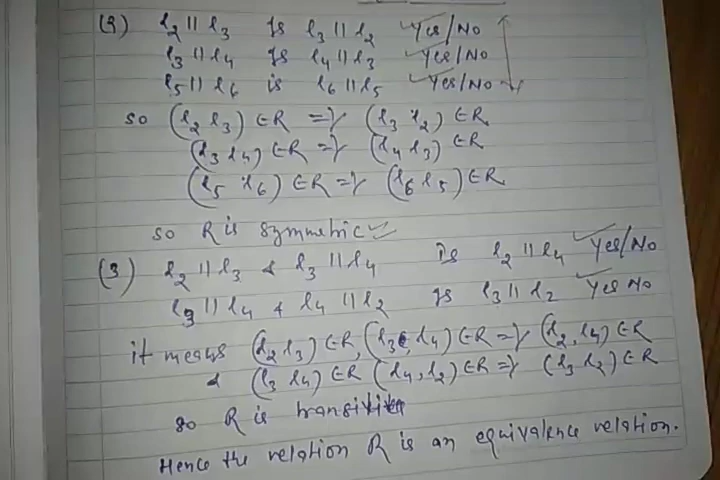 (2) l2 || l3 Is l3 || l2 Yes/No
l3 || l4 Is l4 || l3 Yes/No
l5 || l6 is l6 || l5 Yes/No
so (l2 l3) ∈ R => (l3 l2) ∈ R
(l3 l4) ∈ R => (l4 l3) ∈ R
(l5 l6) ∈ R => (l6 l5) ∈ R
so R is symmetric
(3) l2 || l3 & l3 || l4 Is l2 || l4 Yes/No
l3 || l4 & l4 || l2 Is l3 || l2 Yes No
it means (l2 l3) ∈ R, (l3, l4) ∈ R => (l2, l4) ∈ R
& (l3 l4) ∈ R (l4, l2) ∈ R => (l3 l2) ∈ R
so R is transitive
Hence the relation R is an equivalence relation.